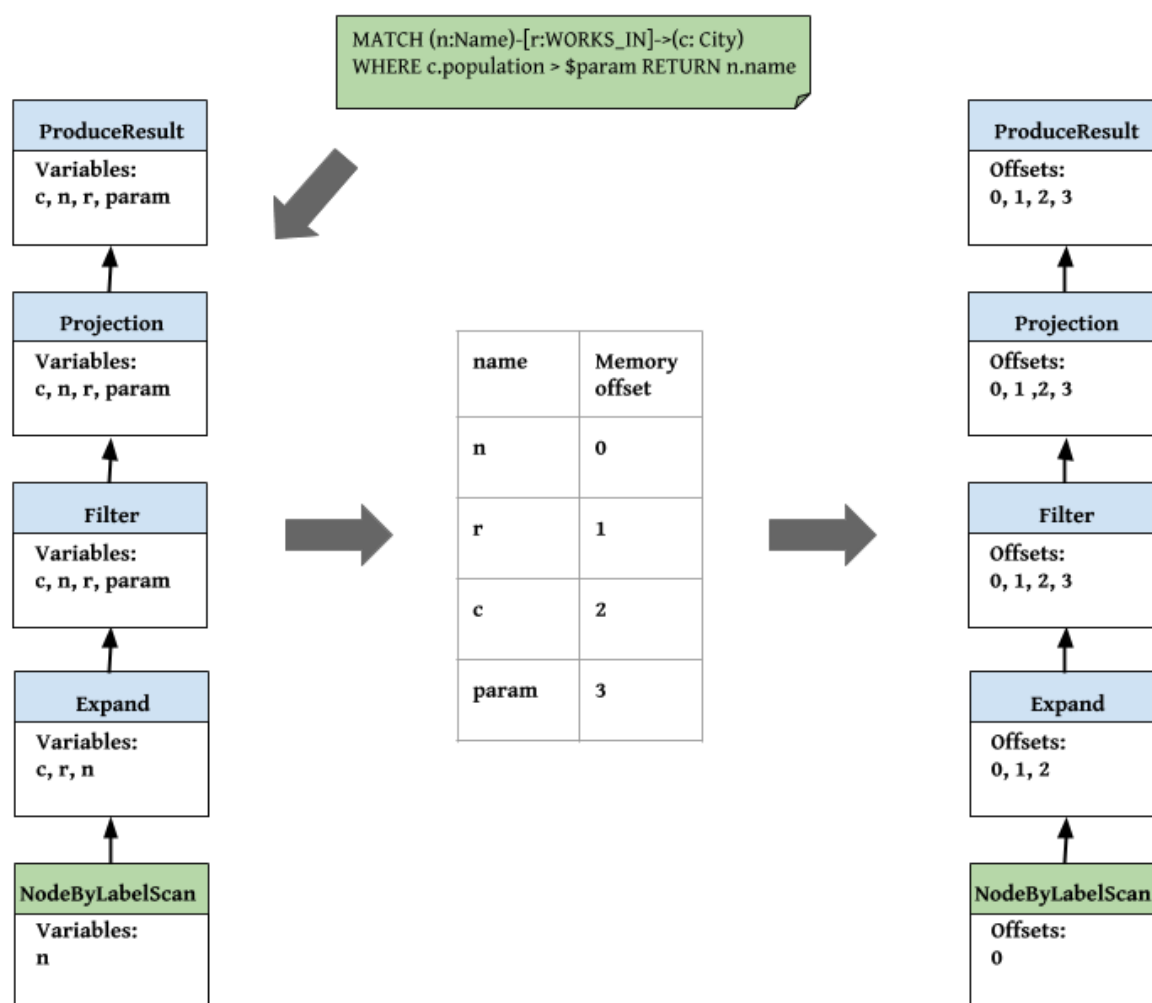 MATCH (n:Name)-[r:WORKS_IN]->(c: City)
WHERE c.population > $param RETURN n.name
ProduceResult
Variables:
c, n, r, param
Projection
Variables:
c, n, r, param
Filter
Variables:
c, n, r, param
Expand
Variables:
c, r, n
NodeByLabelScan
Variables:
n
name
Memory
offset
n
0
r
1
c
2
param
3
ProduceResult
Offsets:
0, 1, 2, 3
Projection
Offsets:
0, 1 ,2, 3
Filter
Offsets:
0, 1, 2, 3
Expand
Offsets:
0, 1, 2
NodeByLabelScan
Offsets:
0